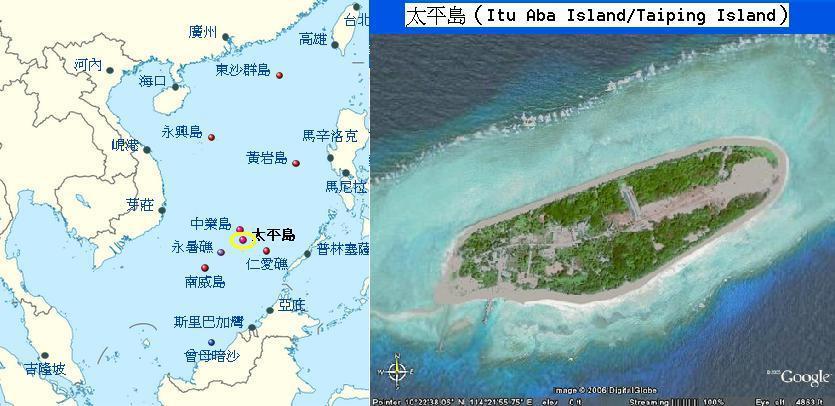 台北
廣州
高雄
河內
東沙群島
海口
永興島
峴港
馬辛洛克
黃岩島
馬尼拉
芽莊
中業島
太平島
永暑礁
仁愛礁
普林塞薩
南威島
亞庇
斯里巴加灣
曾母暗沙
吉隆坡
太平島 (Itu Aba Island/Taiping Island)
N
©2005 Google
Image © 2006 DigitalGlobe
Pointer 10°22'38.05" N, 114°21'55.75" E elev 0 ft Streaming 100% Eye alt 4863 ft